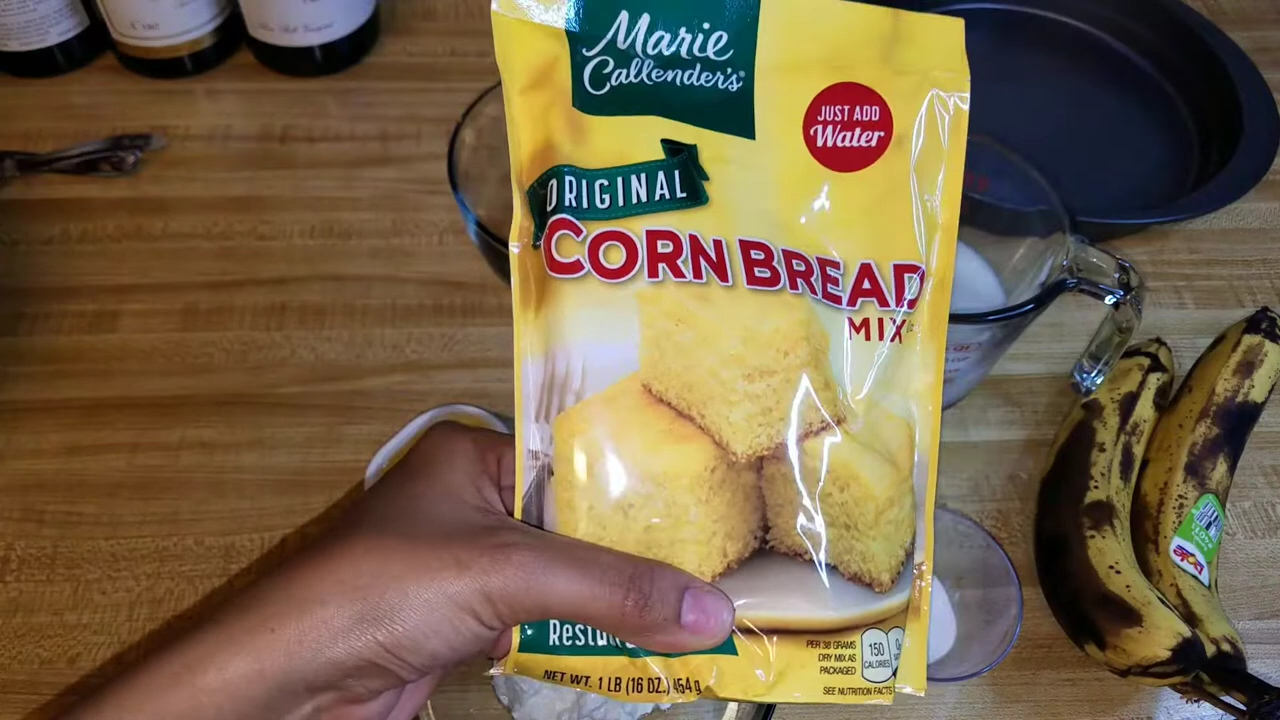 Marie
Callender's®
JUST ADD
Water
ORIGINAL
CORN BREAD
MIX
PER 38 GRAMS
DRY MIX AS
PACKAGED
150
CALORIES
SEE NUTRITION FACTS
NET WT. 1 LB (16 OZ.) 454 g
Dole